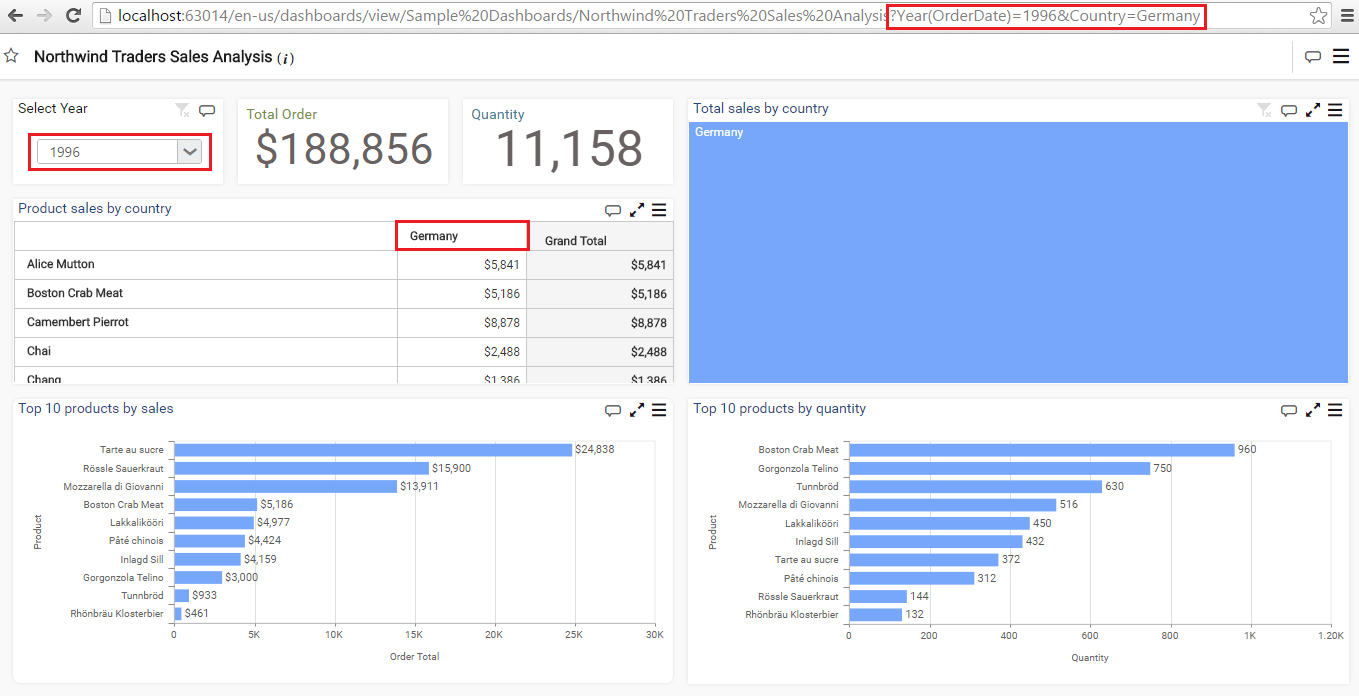 localhost:63014/en-us/dashboards/view/Sample%20Dashboards/Northwind%20Traders%20Sales%20Analysis?Year(OrderDate)=1996&Country=Germany
Northwind Traders Sales Analysis (i)
Select Year
1996
Total Order
$188,856
Quantity
11,158
Total sales by country
Germany
Product sales by country
Germany Grand Total
Alice Mutton $5,841 $5,841
Boston Crab Meat $5,186 $5,186
Camembert Pierrot $8,878 $8,878
Chai $2,488 $2,488
Chang $1,386 $1,386
Top 10 products by sales
Product
Tarte au sucre $24,838
Rössle Sauerkraut $15,900
Mozzarella di Giovanni $13,911
Boston Crab Meat $5,186
Lakkalikööri $4,977
Pâté chinois $4,424
Inlagd Sill $4,159
Gorgonzola Telino $3,000
Tunnbröd $933
Rhönbräu Klosterbier $461
0 5K 10K 15K 20K 25K 30K
Order Total
Top 10 products by quantity
Product
Boston Crab Meat 960
Gorgonzola Telino 750
Tunnbröd 630
Mozzarella di Giovanni 516
Lakkalikööri 450
Inlagd Sill 432
Tarte au sucre 372
Pâté chinois 312
Rössle Sauerkraut 144
Rhönbräu Klosterbier 132
0 200 400 600 800 1K 1.20K
Quantity